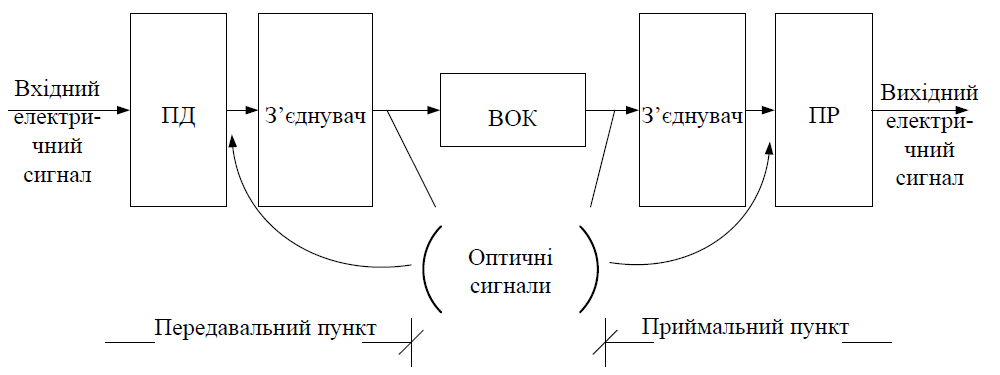 Вхідний
електри-
чний
сигнал
ПД
З’єднувач
ВОК
З’єднувач
ПР
Вихідний
електри-
чний
сигнал
Оптичні
сигнали
Передавальний пункт
Приймальний пункт